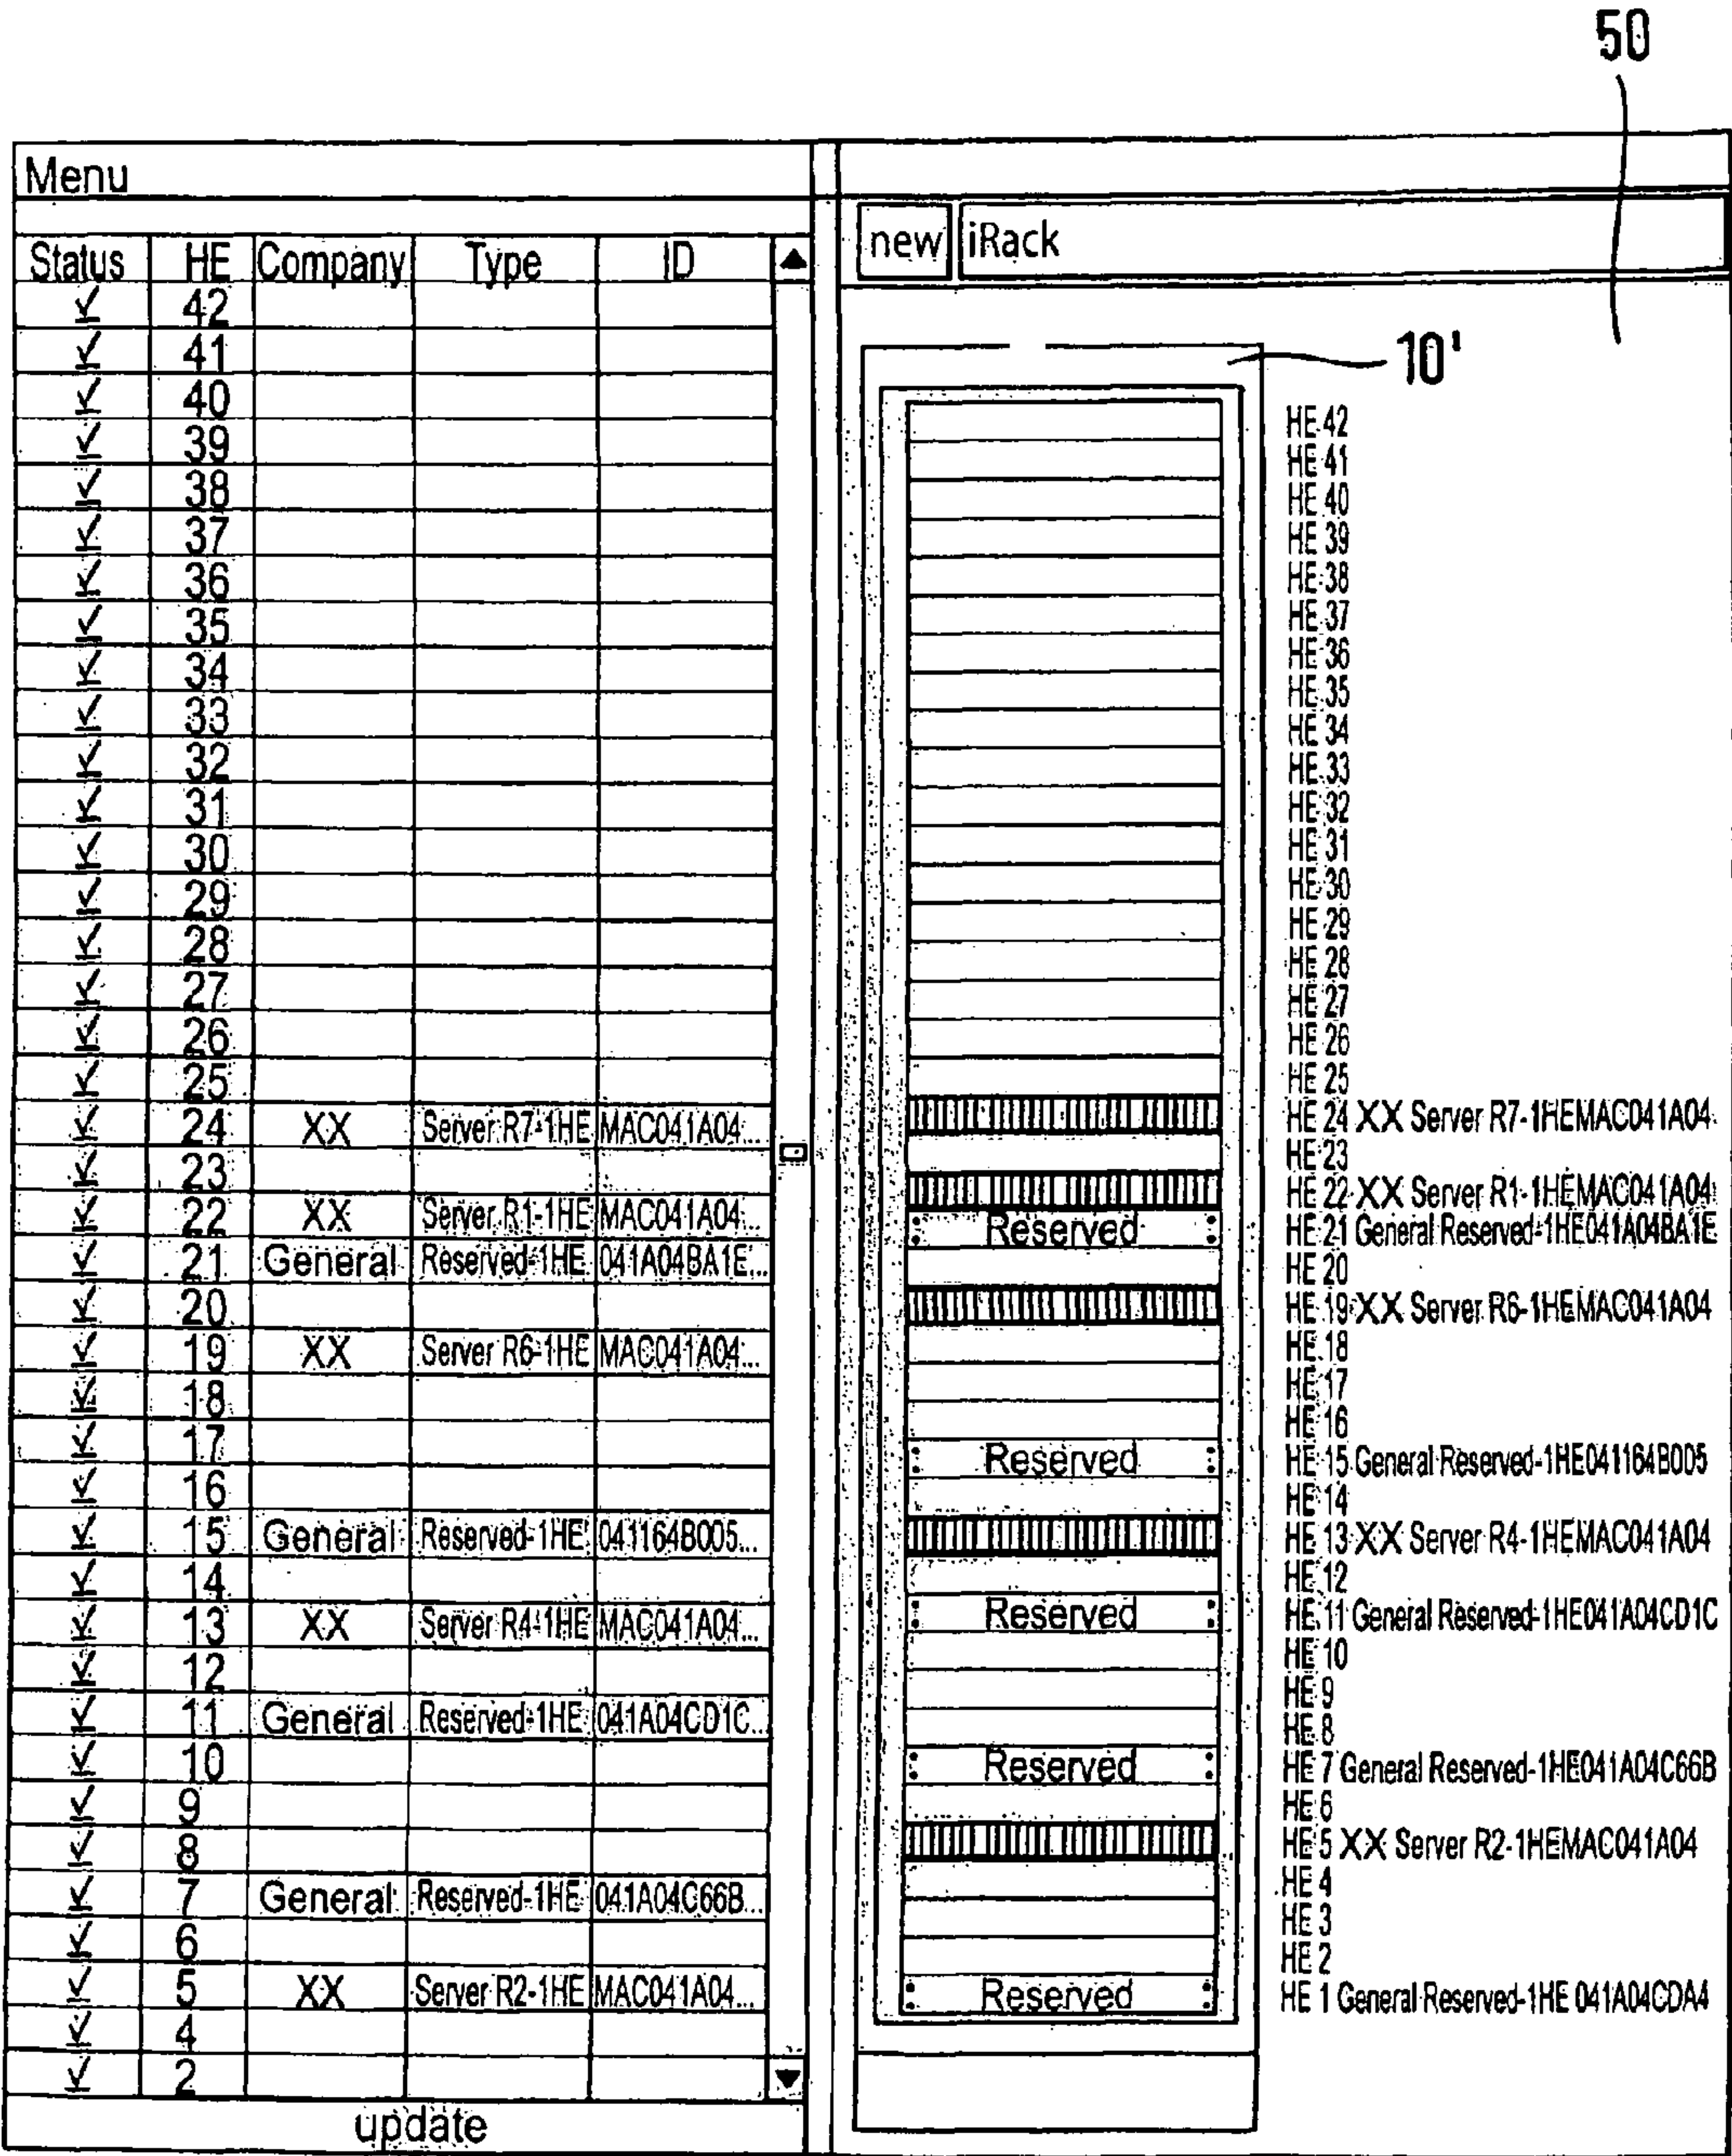 50
Menu
Status HE Company Type ID
42
41
40
39
38
37
36
35
34
33
32
31
30
29
28
27
26
25
24 XX Server R7-1HE MAC041A04...
23
22 XX Server R1-1HE MAC041A04...
21 General Reserved-1HE 041A04BA1E...
20
19 XX Server R6-1HE MAC041A04...
18
17
16
15 General Reserved-1HE 041164B005...
14
13 XX Server R4-1HE MAC041A04...
12
11 General Reserved-1HE 041A04CD1C...
10
9
8
7 General Reserved-1HE 041A04C66B...
6
5 XX Server R2-1HE MAC041A04...
4
2
update
new iRack
10'
HE 42
HE 41
HE 40
HE 39
HE 38
HE 37
HE 36
HE 35
HE 34
HE 33
HE 32
HE 31
HE 30
HE 29
HE 28
HE 27
HE 26
HE 25
HE 24 XX Server R7-1HEMAC041A04
HE 23
HE 22 XX Server R1-1HEMAC041A04
Reserved HE 21 General Reserved-1HE041A04BA1E
HE 20
HE 19 XX Server R6-1HEMAC041A04
HE 18
HE 17
HE 16
Reserved HE 15 General Reserved-1HE041164B005
HE 14
HE 13 XX Server R4-1HEMAC041A04
HE 12
Reserved HE 11 General Reserved-1HE041A04CD1C
HE 10
HE 9
HE 8
Reserved HE 7 General Reserved-1HE041A04C66B
HE 6
HE 5 XX Server R2-1HEMAC041A04
HE 4
HE 3
HE 2
Reserved HE 1 General Reserved-1HE 041A04CDA4